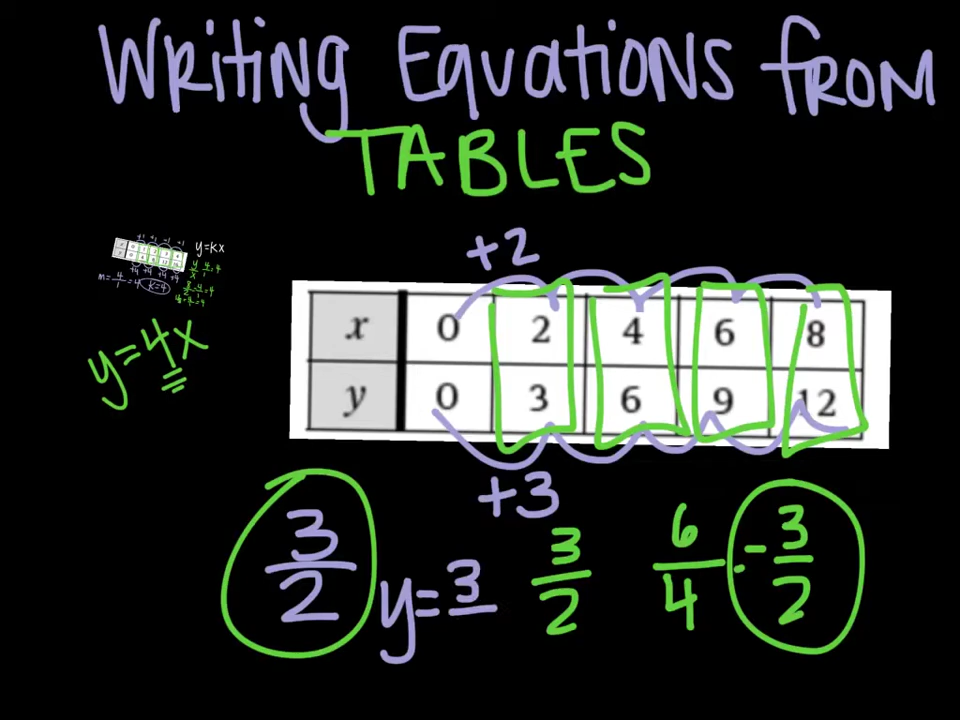 Writing Equations from
TABLES
y=kx
k=4
y=4x
+2
x 0 2 4 6 8
y 0 3 6 9 12
+3
3/2
y=3
3/2
6/4 = 3/2